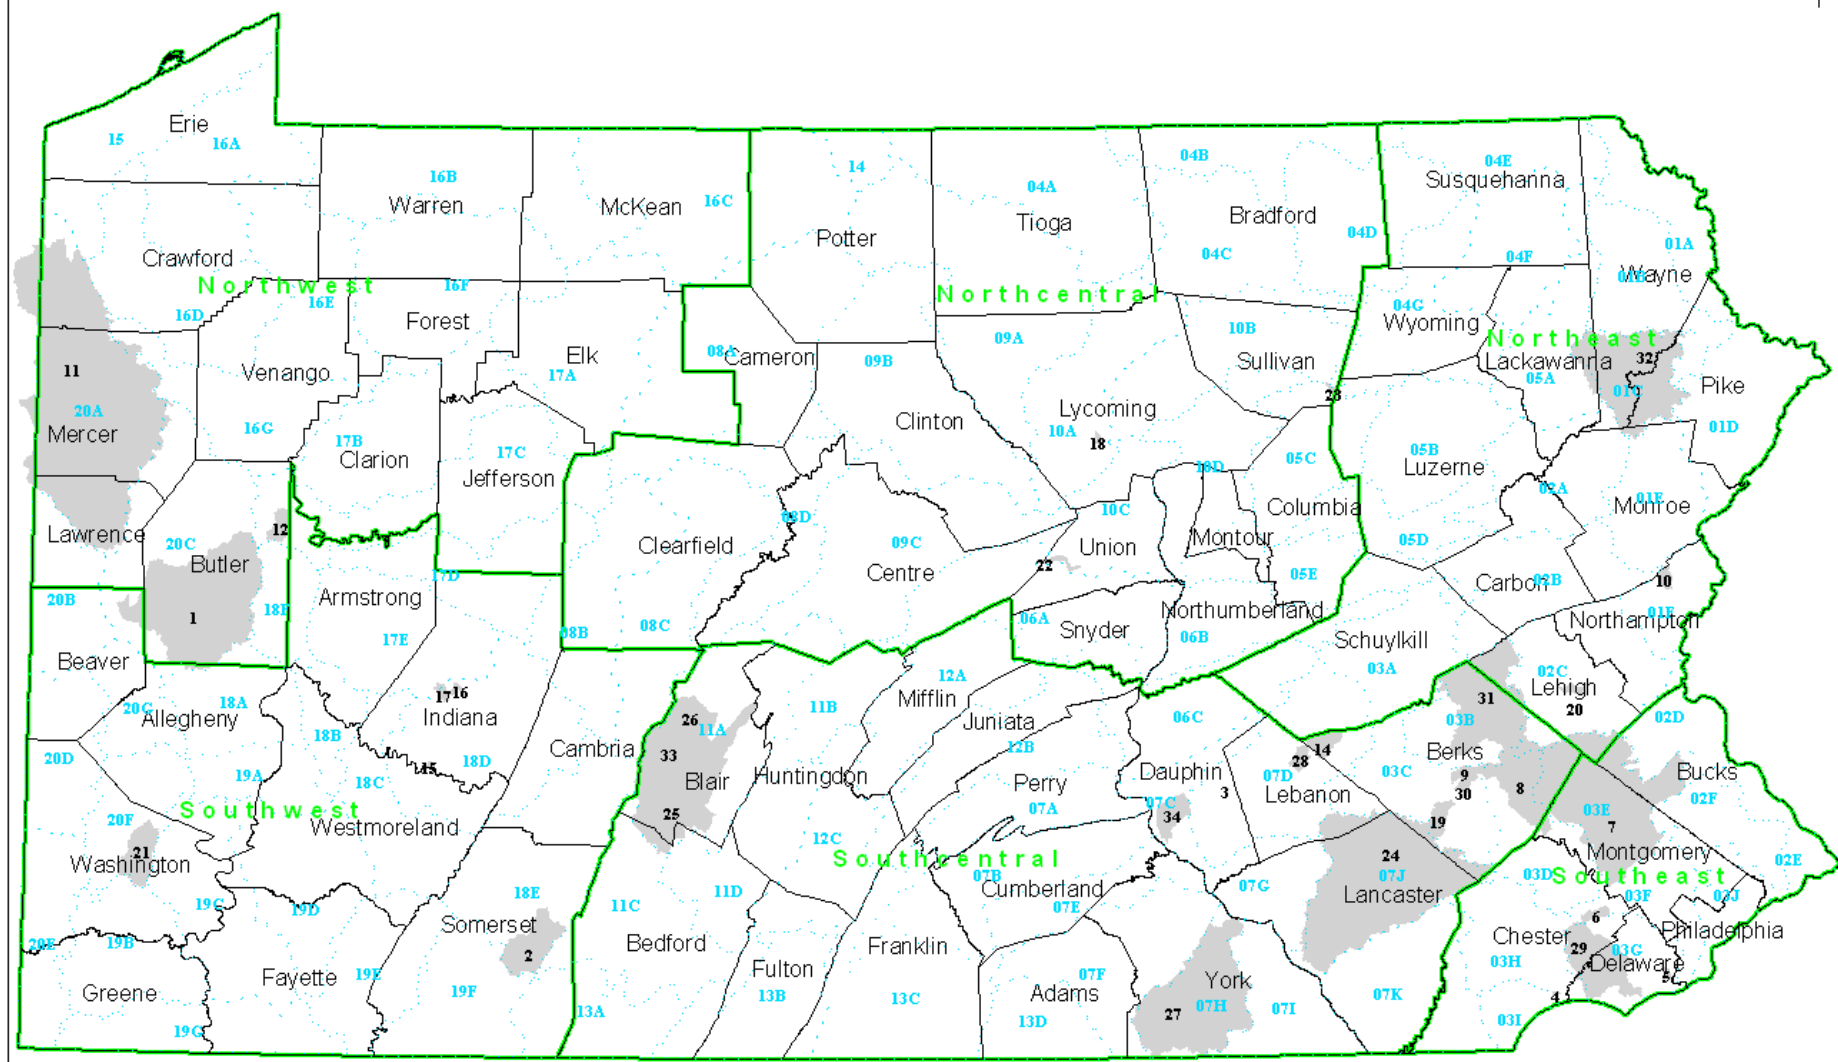 Erie
15
16A
16B
Warren
McKean
16C
14
Potter
04A
Tioga
04B
Bradford
04C
04D
04E
Susquehanna
04F
01A
Wayne
01B
Crawford
Northwest
16D
16E
16F
Forest
Northcentral
11
20A
Mercer
Venango
16G
Elk
17A
08A
Cameron
09B
09A
10B
Sullivan
04G
Wyoming
Northeast
Lackawanna
05A
32
01C
Pike
01D
17B
Clarion
17C
Jefferson
Clinton
Lycoming
10A
18
23
05B
Luzerne
10D
05C
Lawrence
12
20C
Butler
Clearfield
08D
09C
Centre
10C
Union
22
Montour
Columbia
05D
05E
02A
01E
Monroe
Carbon
02B
10
20B
1
18F
Armstrong
17D
17E
08B
08C
06A
Snyder
Northumberland
06B
Schuylkill
03A
Northampton
01F
Beaver
20G
Allegheny
18A
17
16
Indiana
18B
Cambria
26
11A
11B
12A
Mifflin
Juniata
12B
06C
02C
Lehigh
20
31
03B
02D
20D
19A
18C
15
18D
33
Blair
Huntingdon
Perry
07A
Dauphin
3
07C
34
14
28
07D
Lebanon
03C
Berks
9
30
8
Bucks
02F
Southwest
20F
Westmoreland
25
12C
19
03E
7
Montgomery
Washington
21
Southcentral
07B
Cumberland
07E
07G
24
07J
Lancaster
03D
Southeast
02E
19C
19D
18E
Somerset
11C
11D
Bedford
Franklin
03F
03J
6
Chester
Philadelphia
20E
19B
2
29
03G
Delaware
5
Greene
Fayette
19E
19F
Fulton
13B
13C
Adams
07F
York
07H
27
07I
07K
03H
4
19G
13A
13D
03I